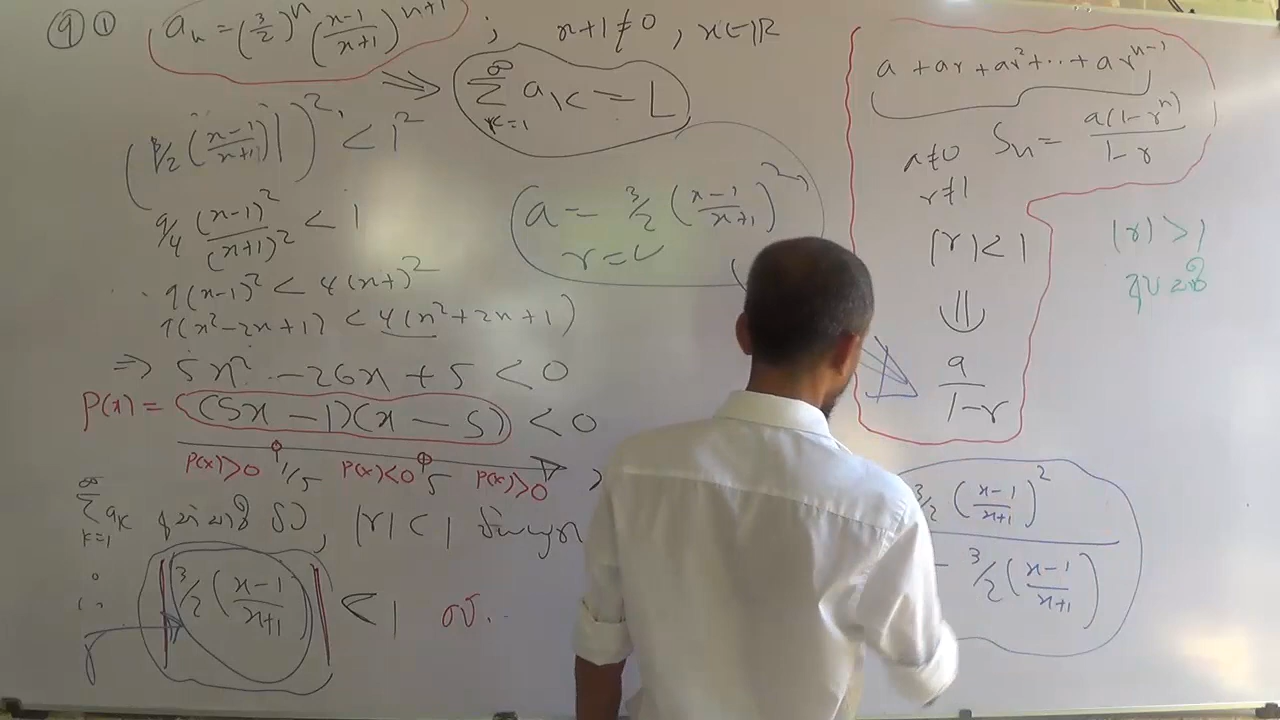 9 ① aₙ = (3/2)ⁿ ((x-1)/(x+1))ⁿ⁺¹ ; x+1 ≠ 0, x ∈ ℝ
⟹ ∑_{k=1}^{∞} a_k = L
( 3/2 ((x-1)/(x+1)) | )² < 1²
9/4 (x-1)²/(x+1)² < 1
9(x-1)² < 4(x+)²
9(x²-2x+1) < 4(x²+2x+1)
⇒ 5x² - 26x + 5 < 0
P(x) = (5x - 1)(x - 5) < 0
P(x)>0 1/5 P(x)<0 5 P(x)>0
∑_{k=1}^{∞} a_k , |r| < 1
| 3/2 ((x-1)/(x+1)) | < 1
r
a = 3/2 ((x-1)/(x+1))²,
r = ✓
a + ar + ar² + ... + arⁿ⁻¹
a≠0 Sₙ = a(1-rⁿ)/(1-r)
r≠1
|r| < 1
⇓
a/(1-r)
|r| > 1
3/2 ((x-1)/(x+1))²
- 3/2 ((x-1)/(x+1))